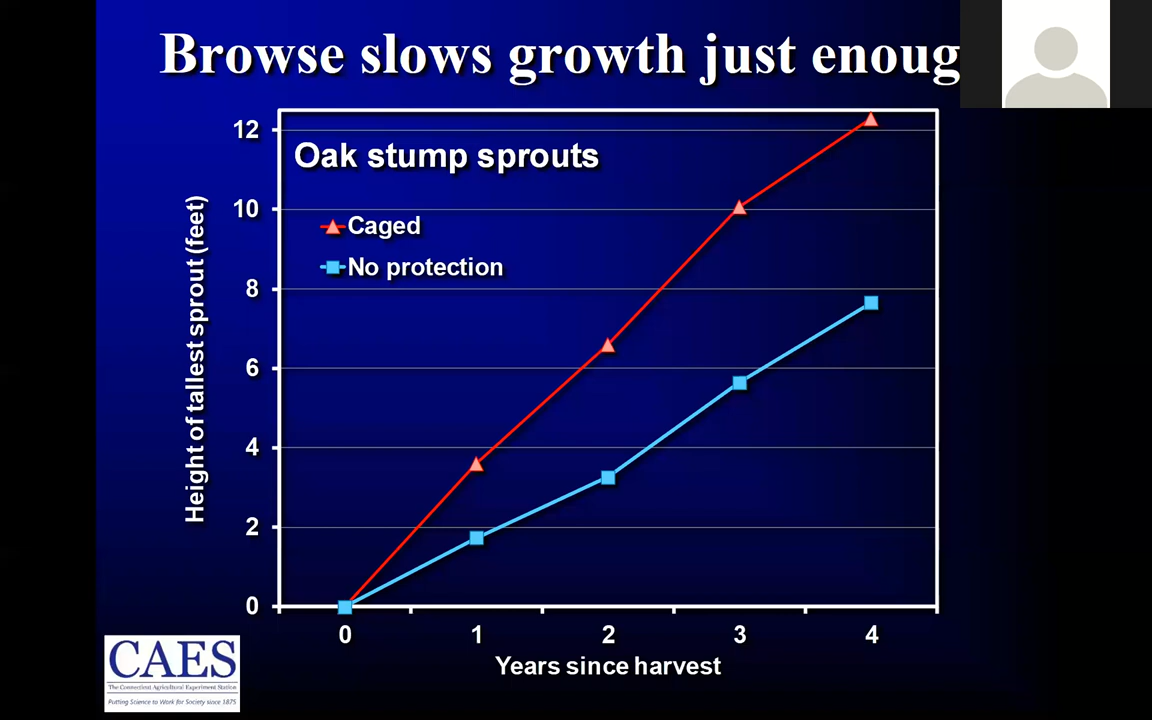 Browse slows growth just enoug
Oak stump sprouts
Caged
No protection
Height of tallest sprout (feet)
12
10
8
6
4
2
0
0 1 2 3 4
Years since harvest
CAES
The Connecticut Agricultural Experiment Station
Putting Science to Work for Society since 1875